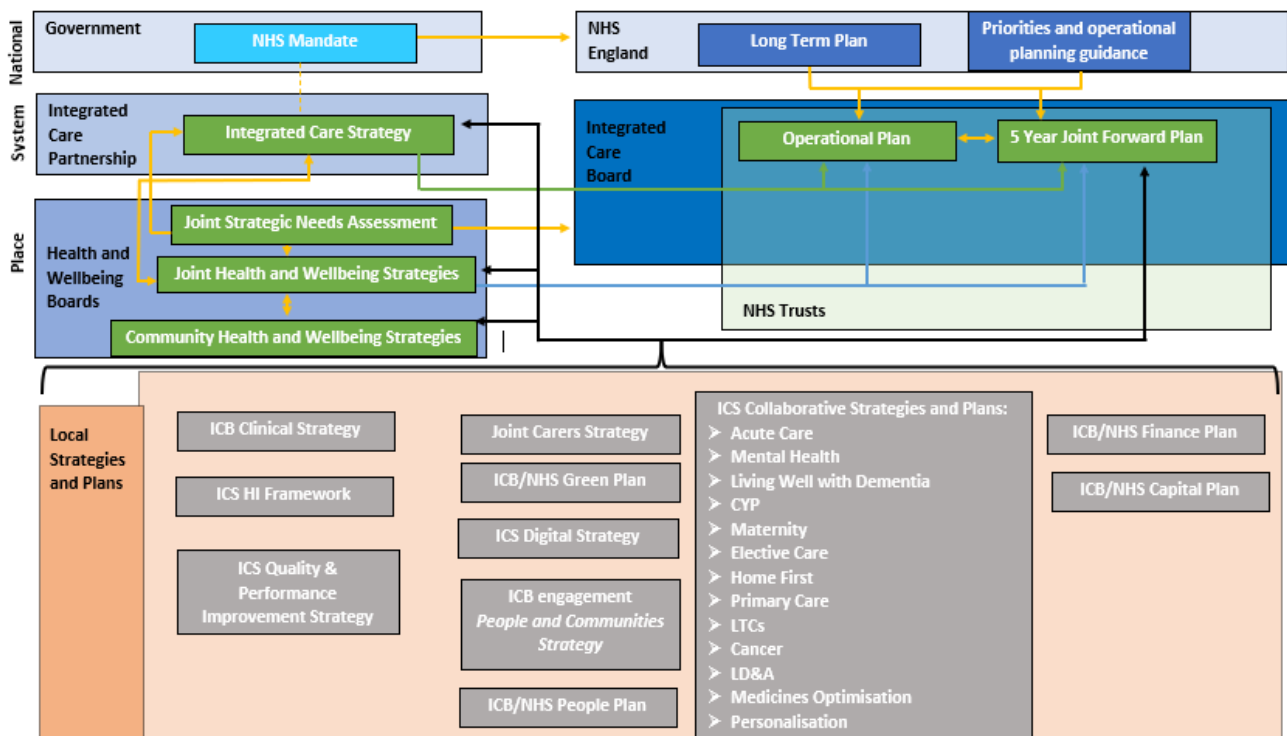 National
Government
NHS Mandate
NHS
England
Long Term Plan
Priorities and operational
planning guidance
System
Integrated
Care
Partnership
Integrated Care Strategy
Integrated
Care
Board
Operational Plan
5 Year Joint Forward Plan
NHS Trusts
Place
Health and
Wellbeing
Boards
Joint Strategic Needs Assessment
Joint Health and Wellbeing Strategies
Community Health and Wellbeing Strategies
Local
Strategies
and Plans
ICB Clinical Strategy
ICS HI Framework
ICS Quality &
Performance
Improvement Strategy
Joint Carers Strategy
ICB/NHS Green Plan
ICS Digital Strategy
ICB engagement
People and Communities
Strategy
ICB/NHS People Plan
ICS Collaborative Strategies and Plans:
➤ Acute Care
➤ Mental Health
➤ Living Well with Dementia
➤ CYP
➤ Maternity
➤ Elective Care
➤ Home First
➤ Primary Care
➤ LTCs
➤ Cancer
➤ LD&A
➤ Medicines Optimisation
➤ Personalisation
ICB/NHS Finance Plan
ICB/NHS Capital Plan